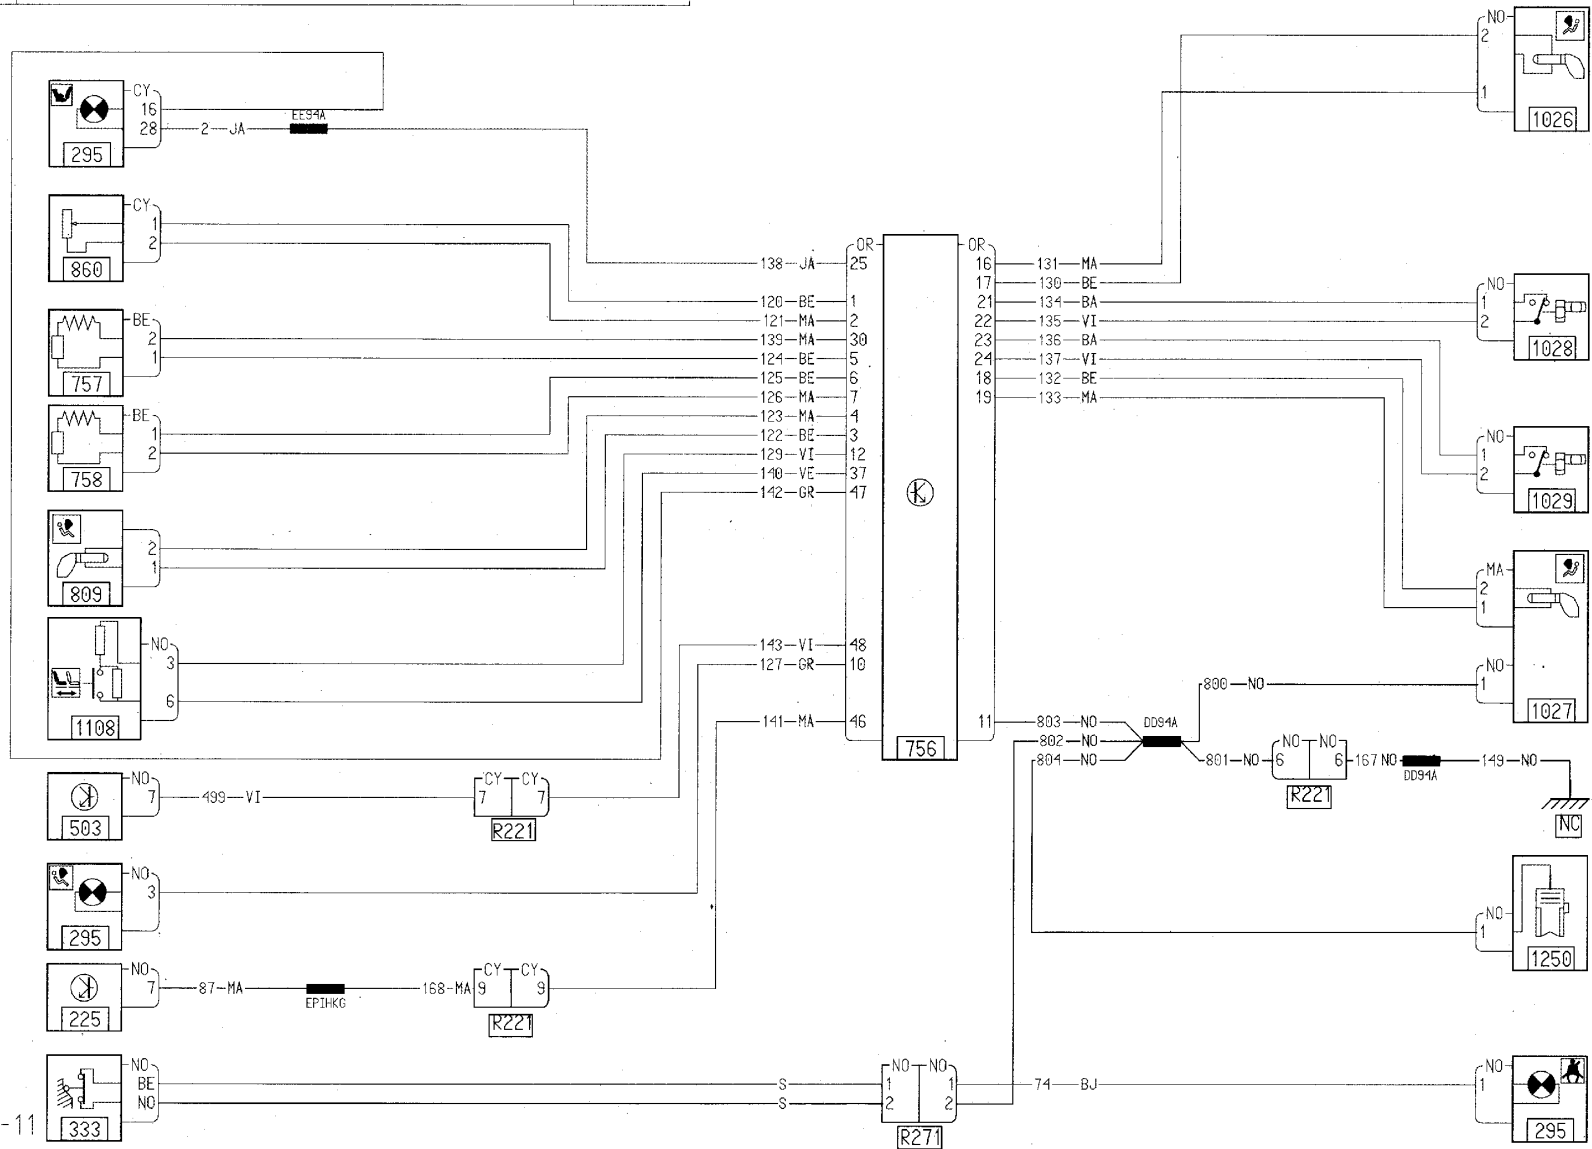 CY
16
28 2 JA EE94A
295
CY
1
2
860
BE
2
1
757
BE
1
2
758
2
1
809
NO
3
6
1108
NO
7 499 VI CY CY
7 7
503
R221
NO
3
295
NO
7 87-MA EPIHKG 168-MA CY CY
9 9
225
R221
NO
BE S
NO S
333
-11
OR
138 JA 25
120 BE 1
121 MA 2
139 MA 30
124 BE 5
125 BE 6
126 MA 7
123 MA 4
122 BE 3
129 VI 12
140 VE 37
142 GR 47
143 VI 48
127 GR 10
141 MA 46
756
OR
16 131 MA
17 130 BE
21 134 BA
22 135 VI
23 136 BA
24 137 VI
18 132 BE
19 133 MA
11 803 NO DD94A
802 NO
804 NO
800 NO
801 NO NO NO
6 6 167 NO DD94A 149 NO
R221
NC
NO NO
1 1 74 BJ
2 2
R271
NO
2
1
1026
NO
1
2
1028
NO
1
2
1029
MA
2
1
NO
1
1027
NO
1
1250
NO
1
295